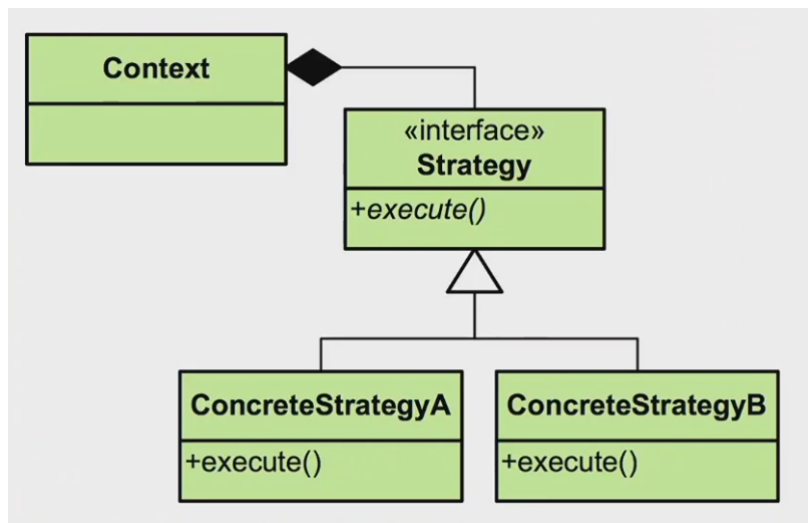 Context
«interface»
Strategy
+execute()
ConcreteStrategyA
+execute()
ConcreteStrategyB
+execute()